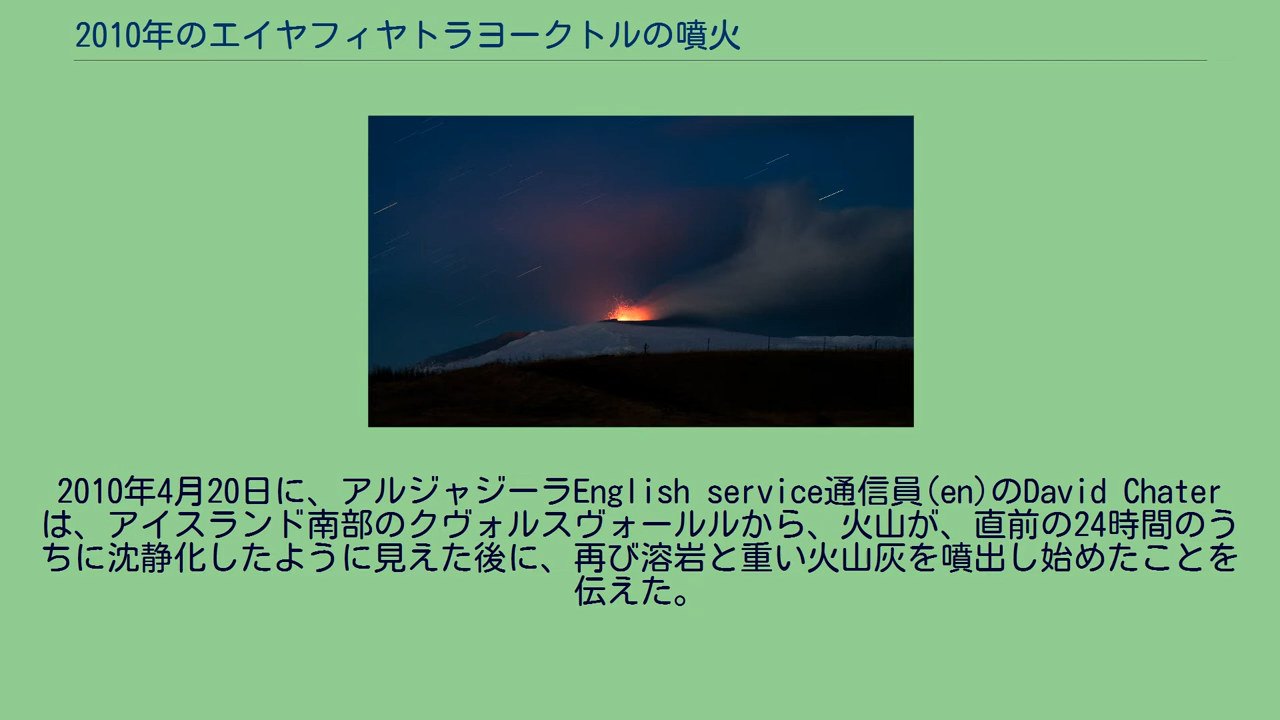 2010年のエイヤフィヤトラヨークトルの噴火
2010年4月20日に、アルジャジーラEnglish service通信員(en)のDavid Chater
は、アイスランド南部のクヴォルスヴォールルから、火山が、直前の24時間のう
ちに沈静化したように見えた後に、再び溶岩と重い火山灰を噴出し始めたことを
伝えた。